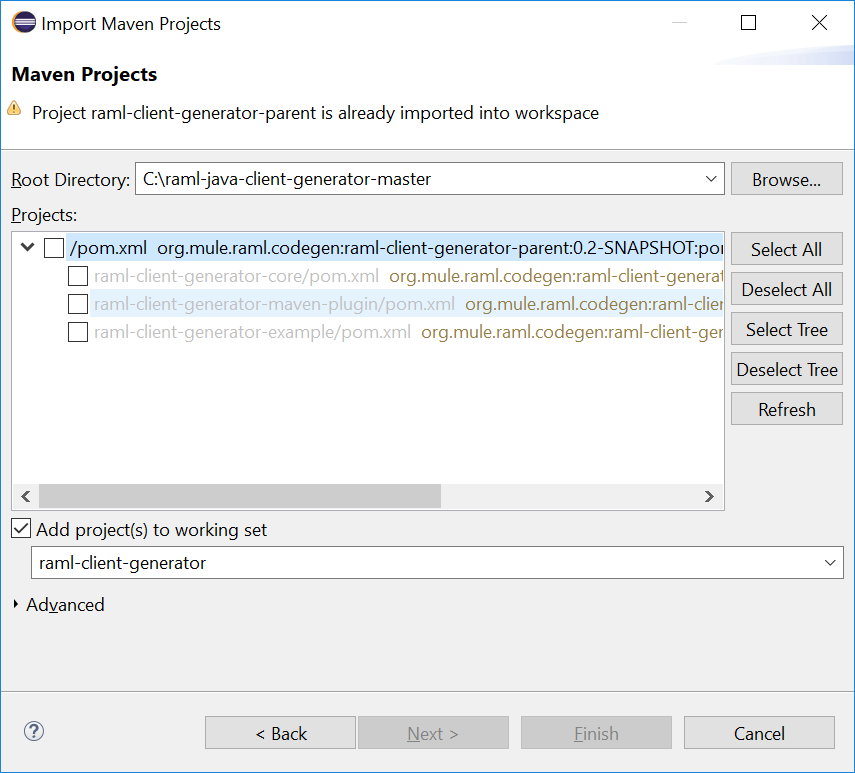 Import Maven Projects
Maven Projects
Project raml-client-generator-parent is already imported into workspace
Root Directory: C:\raml-java-client-generator-master Browse...
Projects:
/pom.xml org.mule.raml.codegen:raml-client-generator-parent:0.2-SNAPSHOT:pom
raml-client-generator-core/pom.xml org.mule.raml.codegen:raml-client-generat
raml-client-generator-maven-plugin/pom.xml org.mule.raml.codegen:raml-clien
raml-client-generator-example/pom.xml org.mule.raml.codegen:raml-client-gen
Select All
Deselect All
Select Tree
Deselect Tree
Refresh
Add project(s) to working set
raml-client-generator
Advanced
?
< Back Next > Finish Cancel